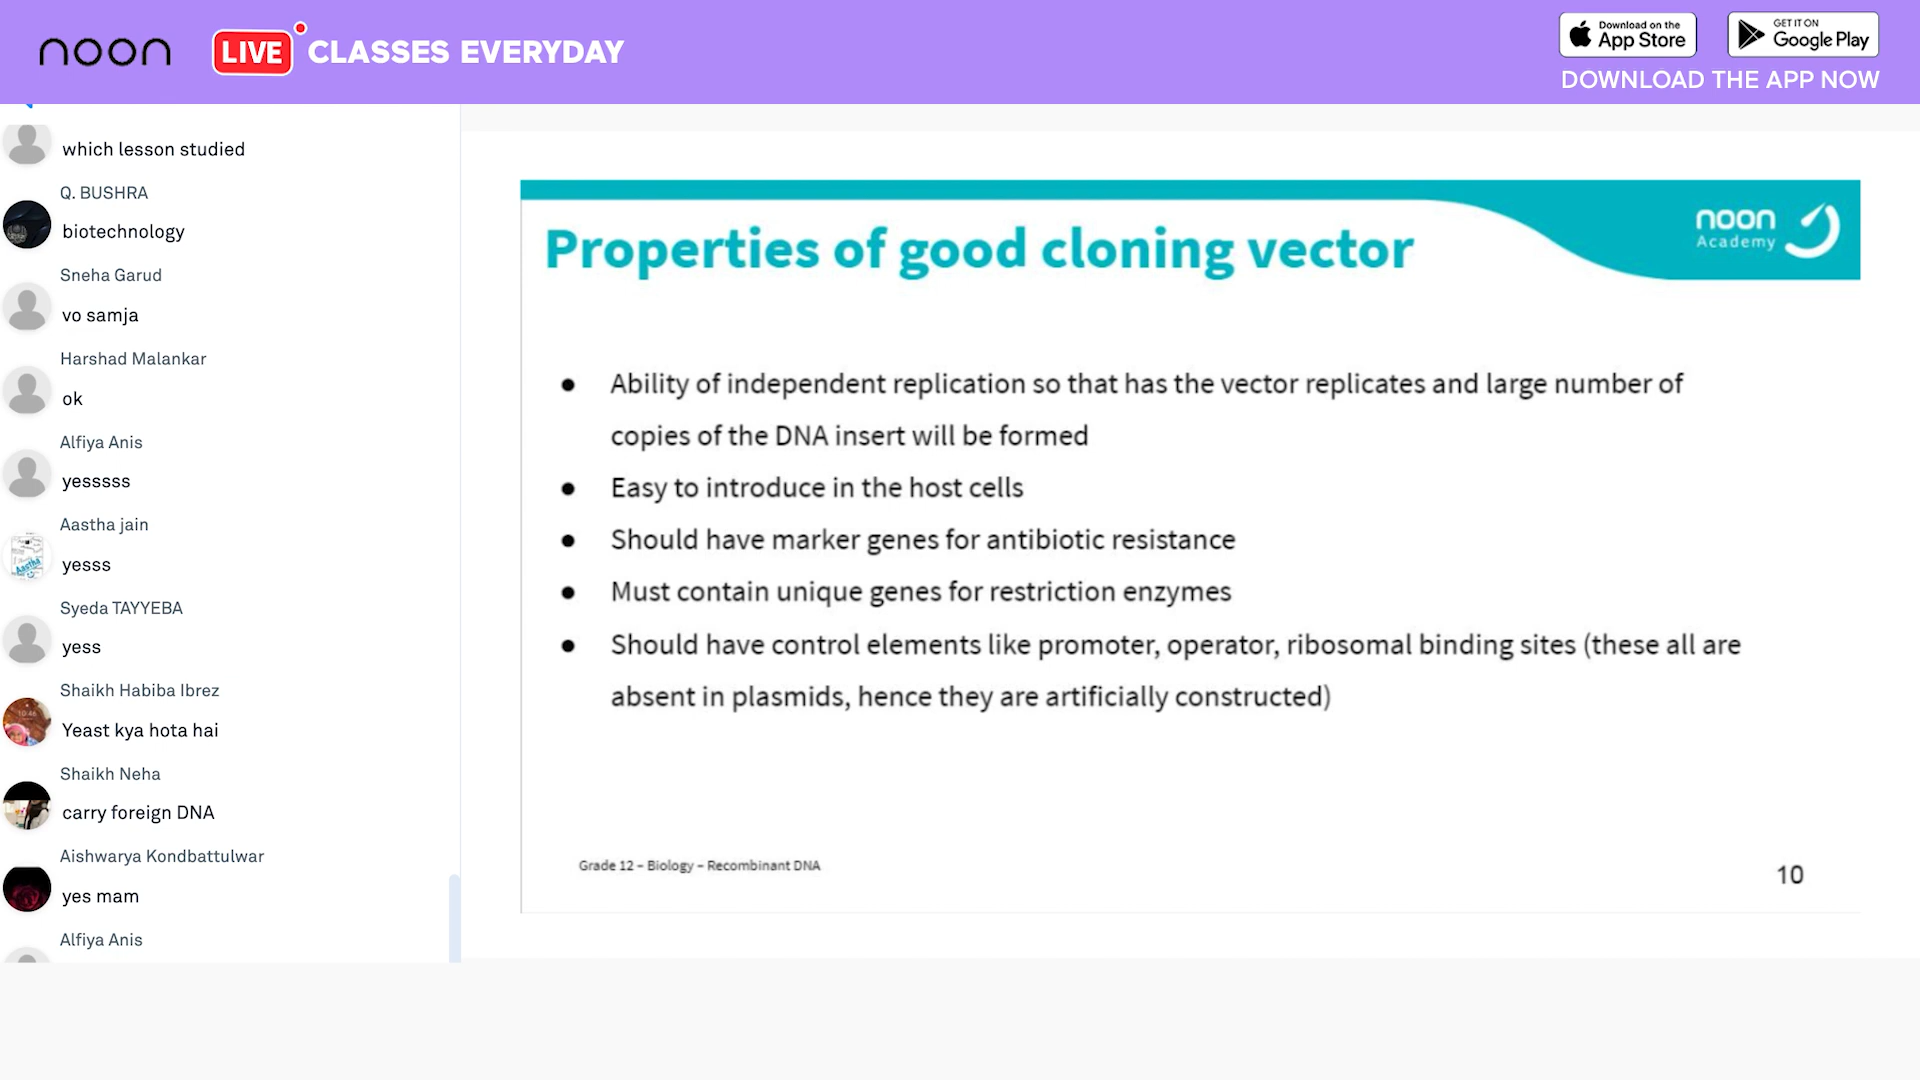 noon LIVE CLASSES EVERYDAY
Download on the
App Store
GET IT ON
Google Play
DOWNLOAD THE APP NOW
which lesson studied
Q. BUSHRA
biotechnology
Sneha Garud
vo samja
Harshad Malankar
ok
Alfiya Anis
yesssss
Aastha jain
yesss
Syeda TAYYEBA
yess
Shaikh Habiba Ibrez
Yeast kya hota hai
Shaikh Neha
carry foreign DNA
Aishwarya Kondbattulwar
yes mam
Alfiya Anis
noon
Academy
Properties of good cloning vector
● Ability of independent replication so that has the vector replicates and large number of
copies of the DNA insert will be formed
● Easy to introduce in the host cells
● Should have marker genes for antibiotic resistance
● Must contain unique genes for restriction enzymes
● Should have control elements like promoter, operator, ribosomal binding sites (these all are
absent in plasmids, hence they are artificially constructed)
Grade 12 – Biology – Recombinant DNA
10